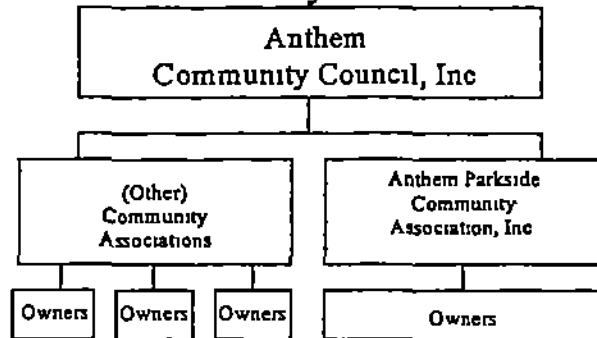 Anthem
Community Council, Inc
(Other)
Community
Associations
Anthem Parkside
Community
Association, Inc
Owners
Owners
Owners
Owners